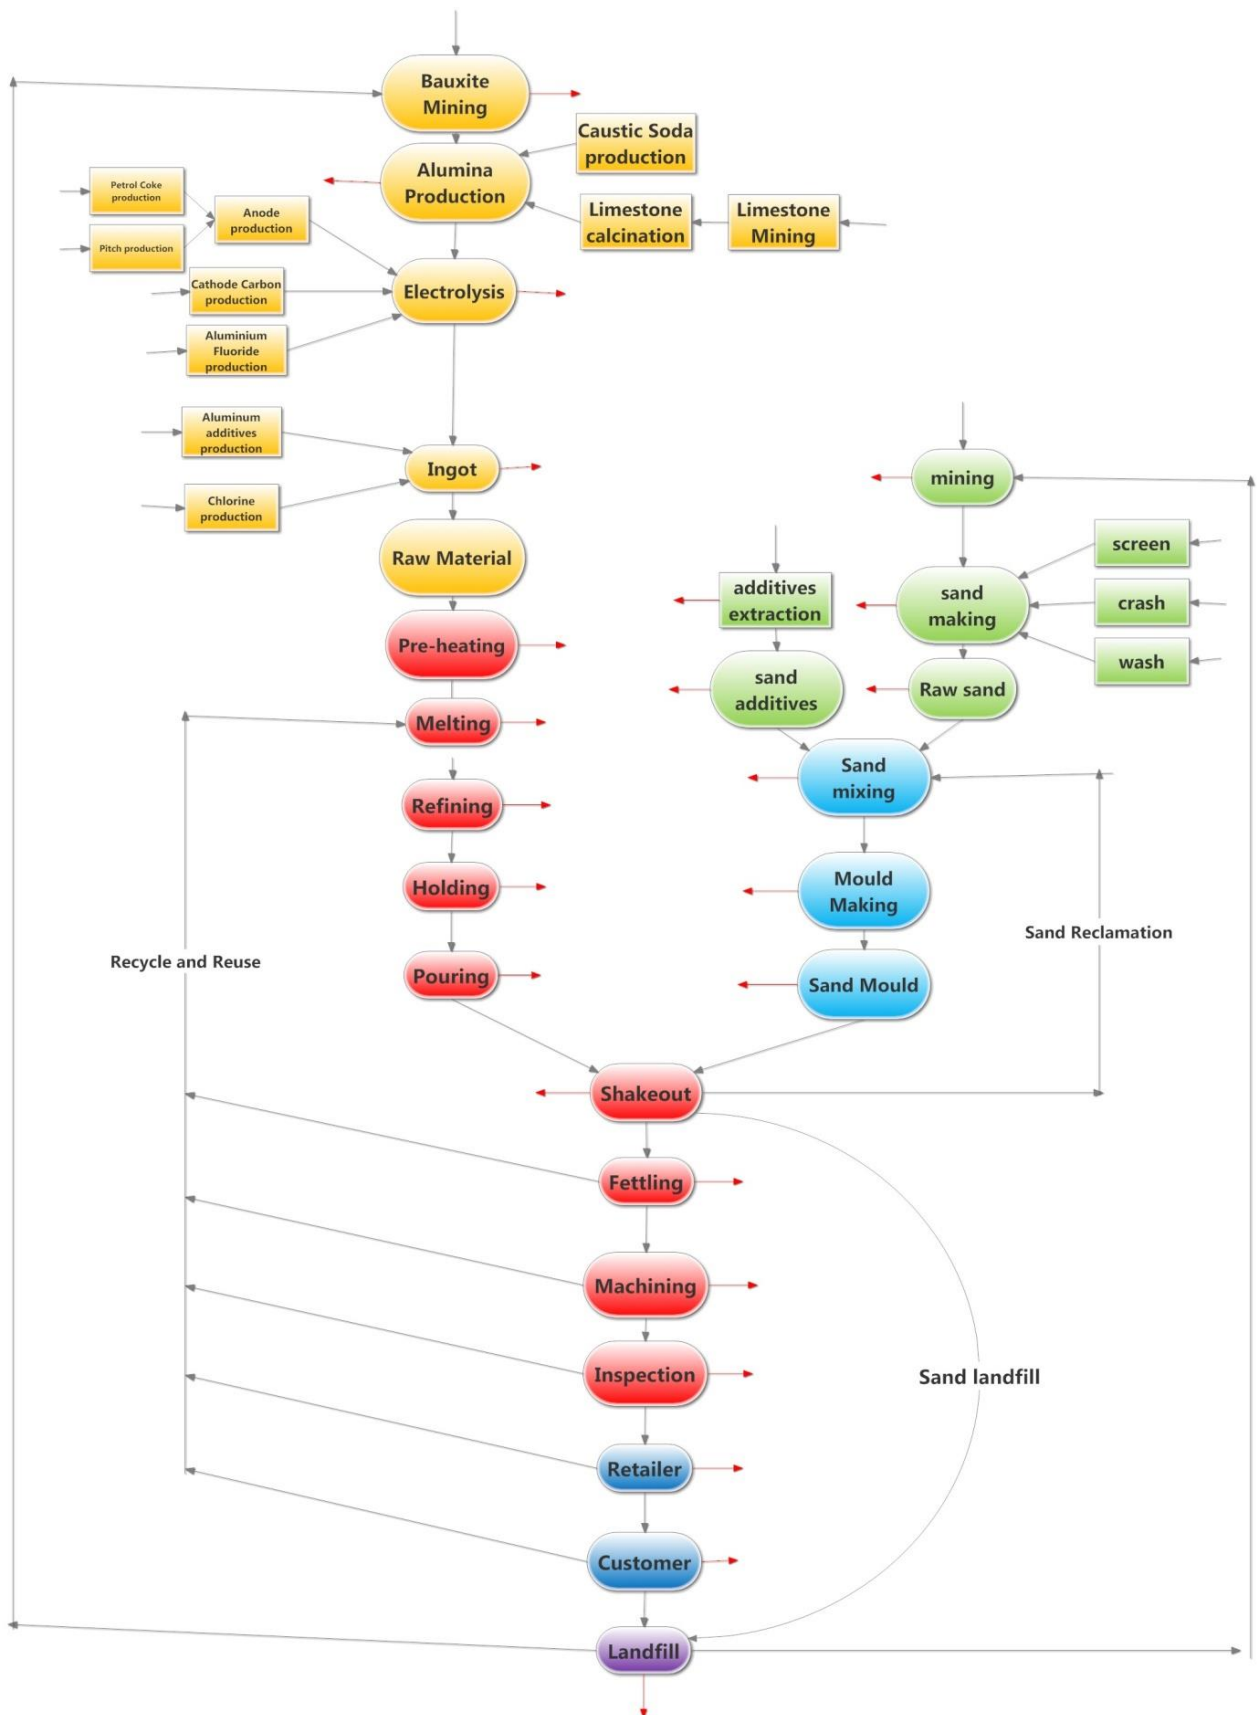 Bauxite
Mining
Caustic Soda
production
Alumina
Production
Petrol Coke
production
Anode
production
Limestone
calcination
Limestone
Mining
Pitch production
Cathode Carbon
production
Electrolysis
Aluminium
Fluoride
production
Aluminum
additives
production
Ingot
mining
Chlorine
production
Raw Material
screen
additives
extraction
sand
making
crash
Pre-heating
wash
sand
additives
Raw sand
Melting
Sand
mixing
Refining
Holding
Mould
Making
Sand Reclamation
Recycle and Reuse
Pouring
Sand Mould
Shakeout
Fettling
Machining
Inspection
Sand landfill
Retailer
Customer
Landfill